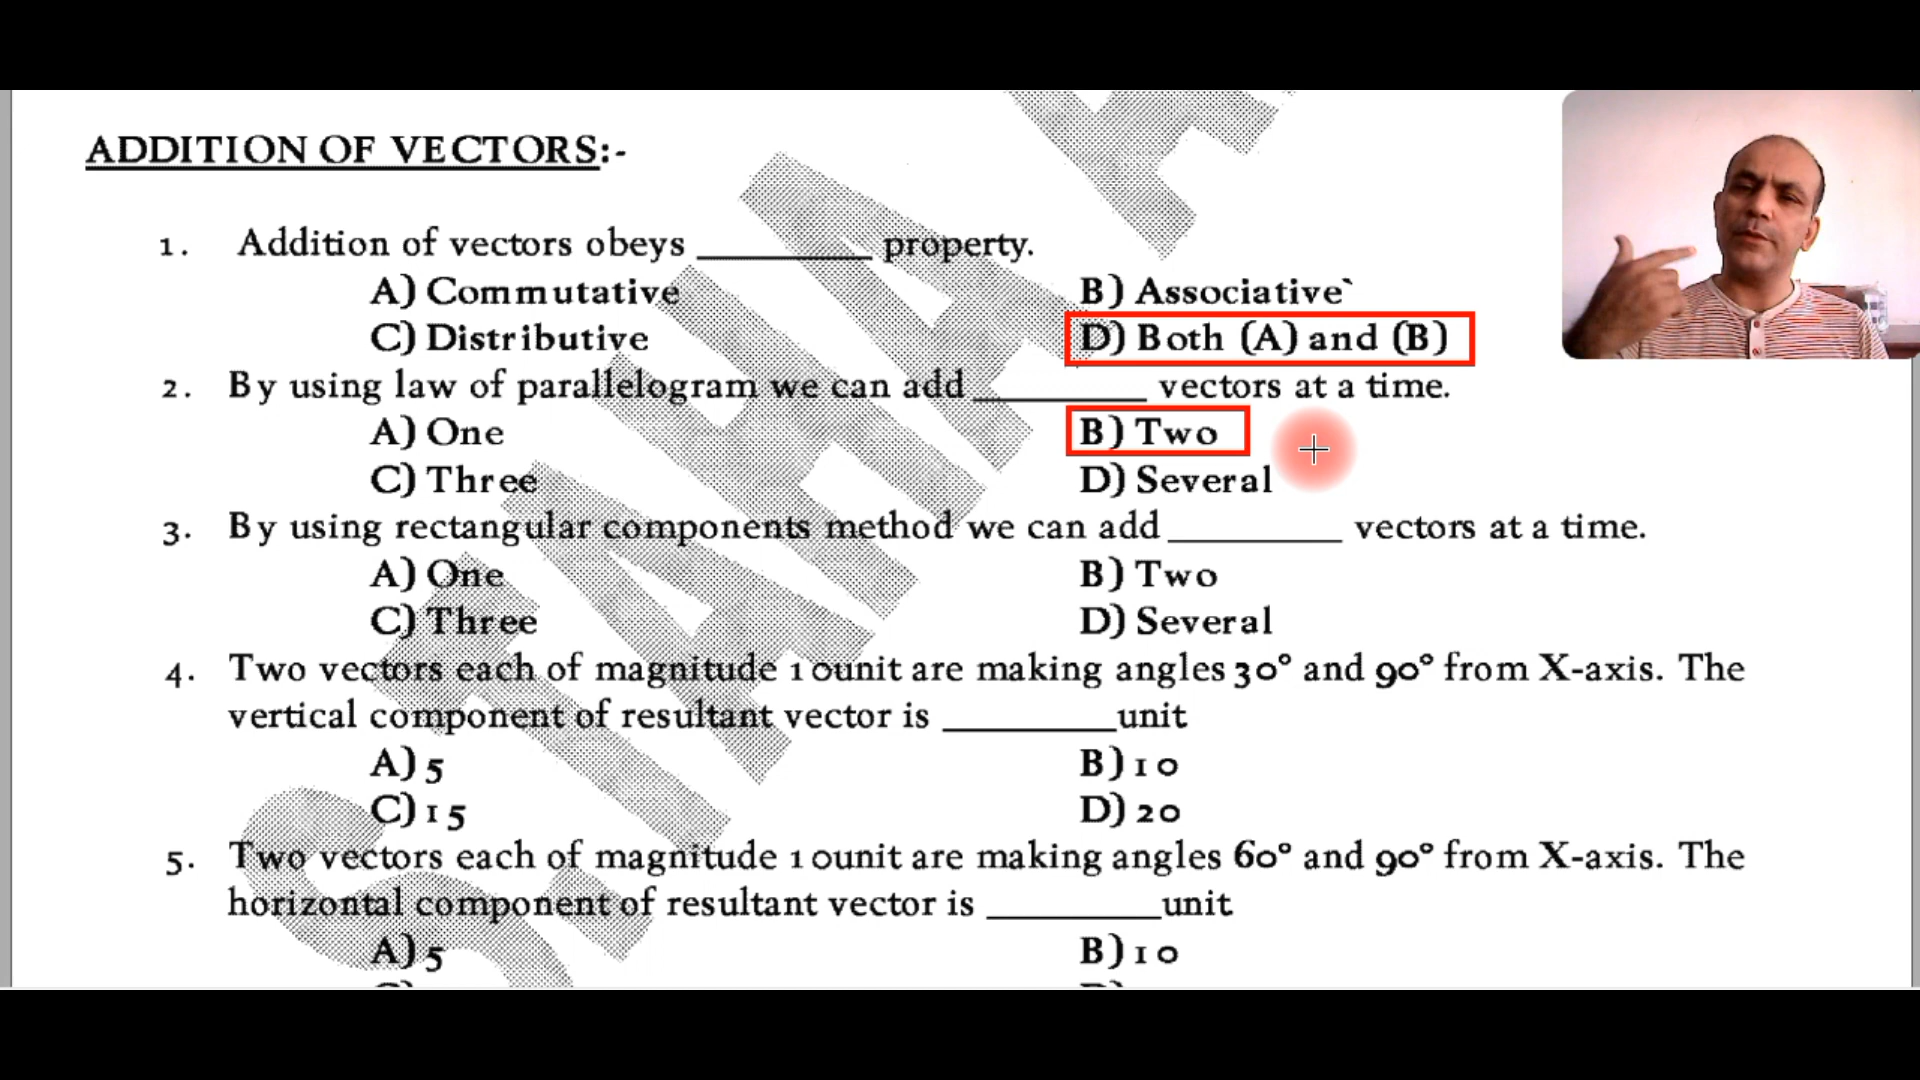 ADDITION OF VECTORS:-
1. Addition of vectors obeys __________ property.
A) Commutative B) Associative`
C) Distributive D) Both (A) and (B)
2. By using law of parallelogram we can add __________ vectors at a time.
A) One B) Two
C) Three D) Several
3. By using rectangular components method we can add __________ vectors at a time.
A) One B) Two
C) Three D) Several
4. Two vectors each of magnitude 10unit are making angles 30° and 90° from X-axis. The
vertical component of resultant vector is __________unit
A) 5 B) 10
C) 15 D) 20
5. Two vectors each of magnitude 10unit are making angles 60° and 90° from X-axis. The
horizontal component of resultant vector is __________unit
A) 5 B) 10